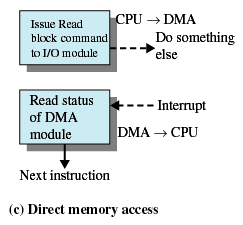 Issue Read
block command
to I/O module
CPU → DMA
Do something
else
Read status
of DMA
module
Interrupt
DMA → CPU
Next instruction
(c) Direct memory access